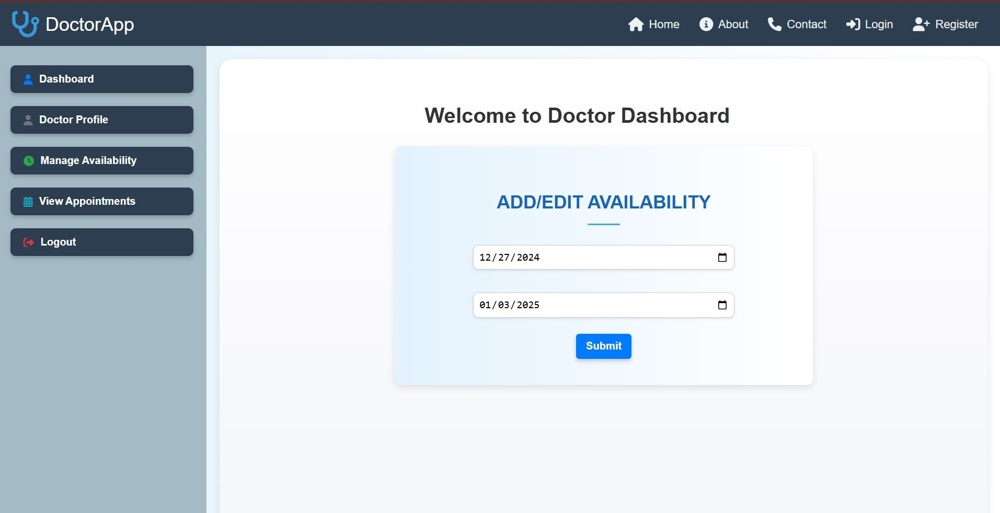 DoctorApp
Home
About
Contact
Login
Register
Dashboard
Doctor Profile
Manage Availability
View Appointments
Logout
Welcome to Doctor Dashboard
ADD/EDIT AVAILABILITY
12/27/2024
01/03/2025
Submit